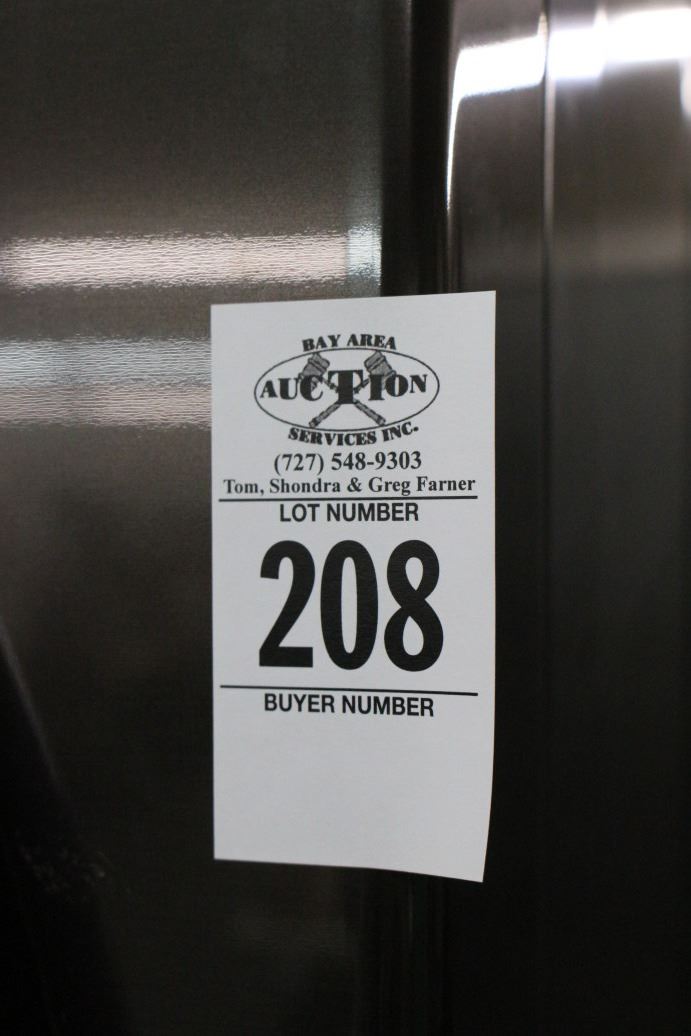 BAY AREA
AUCTION
SERVICES INC.
(727) 548-9303
Tom, Shondra & Greg Farner
LOT NUMBER
208
BUYER NUMBER